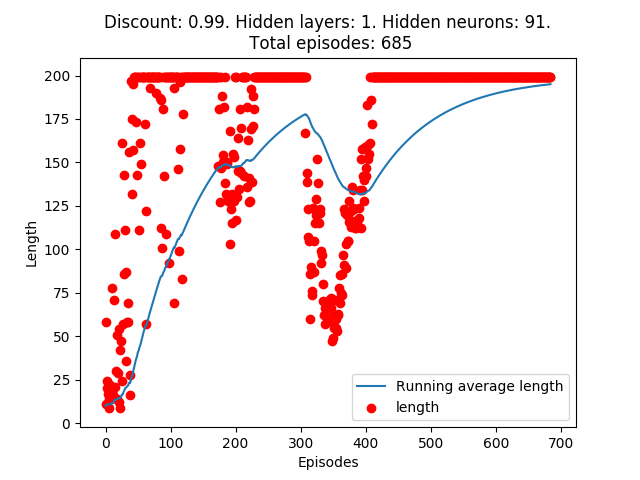 Discount: 0.99. Hidden layers: 1. Hidden neurons: 91.
Total episodes: 685
200
175
150
125
100
75
50
25
0
Length
Running average length
length
0 100 200 300 400 500 600 700
Episodes